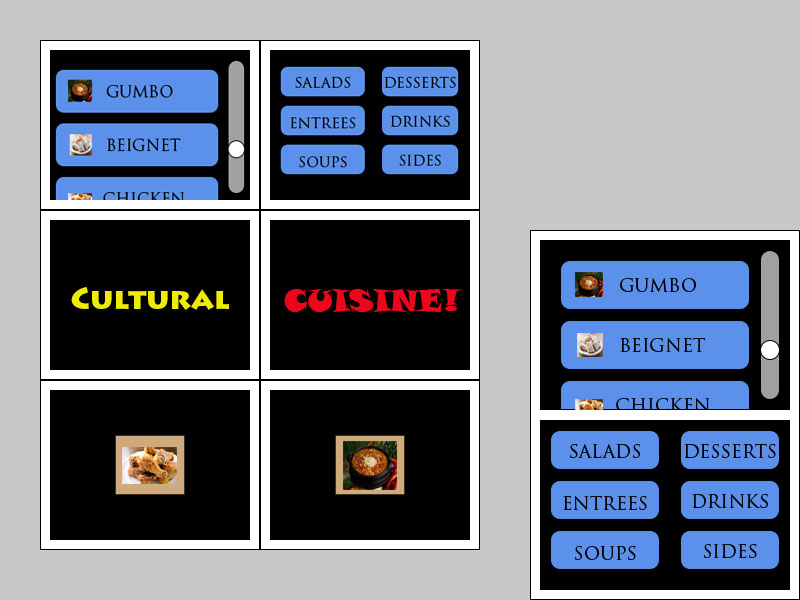 GUMBO
BEIGNET
CHICKEN
SALADS DESSERTS
ENTREES DRINKS
SOUPS SIDES
CULTURAL
CUISINE!
GUMBO
BEIGNET
CHICKEN
SALADS DESSERTS
ENTREES DRINKS
SOUPS SIDES